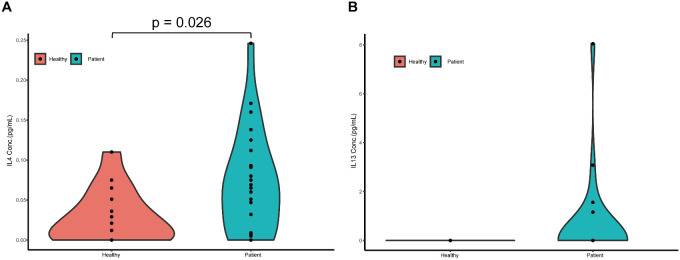 A
p = 0.026
0.25
Healthy
Patient
0.20
0.15
0.10
0.05
0.00
IL4 Conc.(pg/mL)
Healthy
Patient
B
8
Healthy
Patient
6
4
2
0
IL13 Conc.(pg/mL)
Healthy
Patient